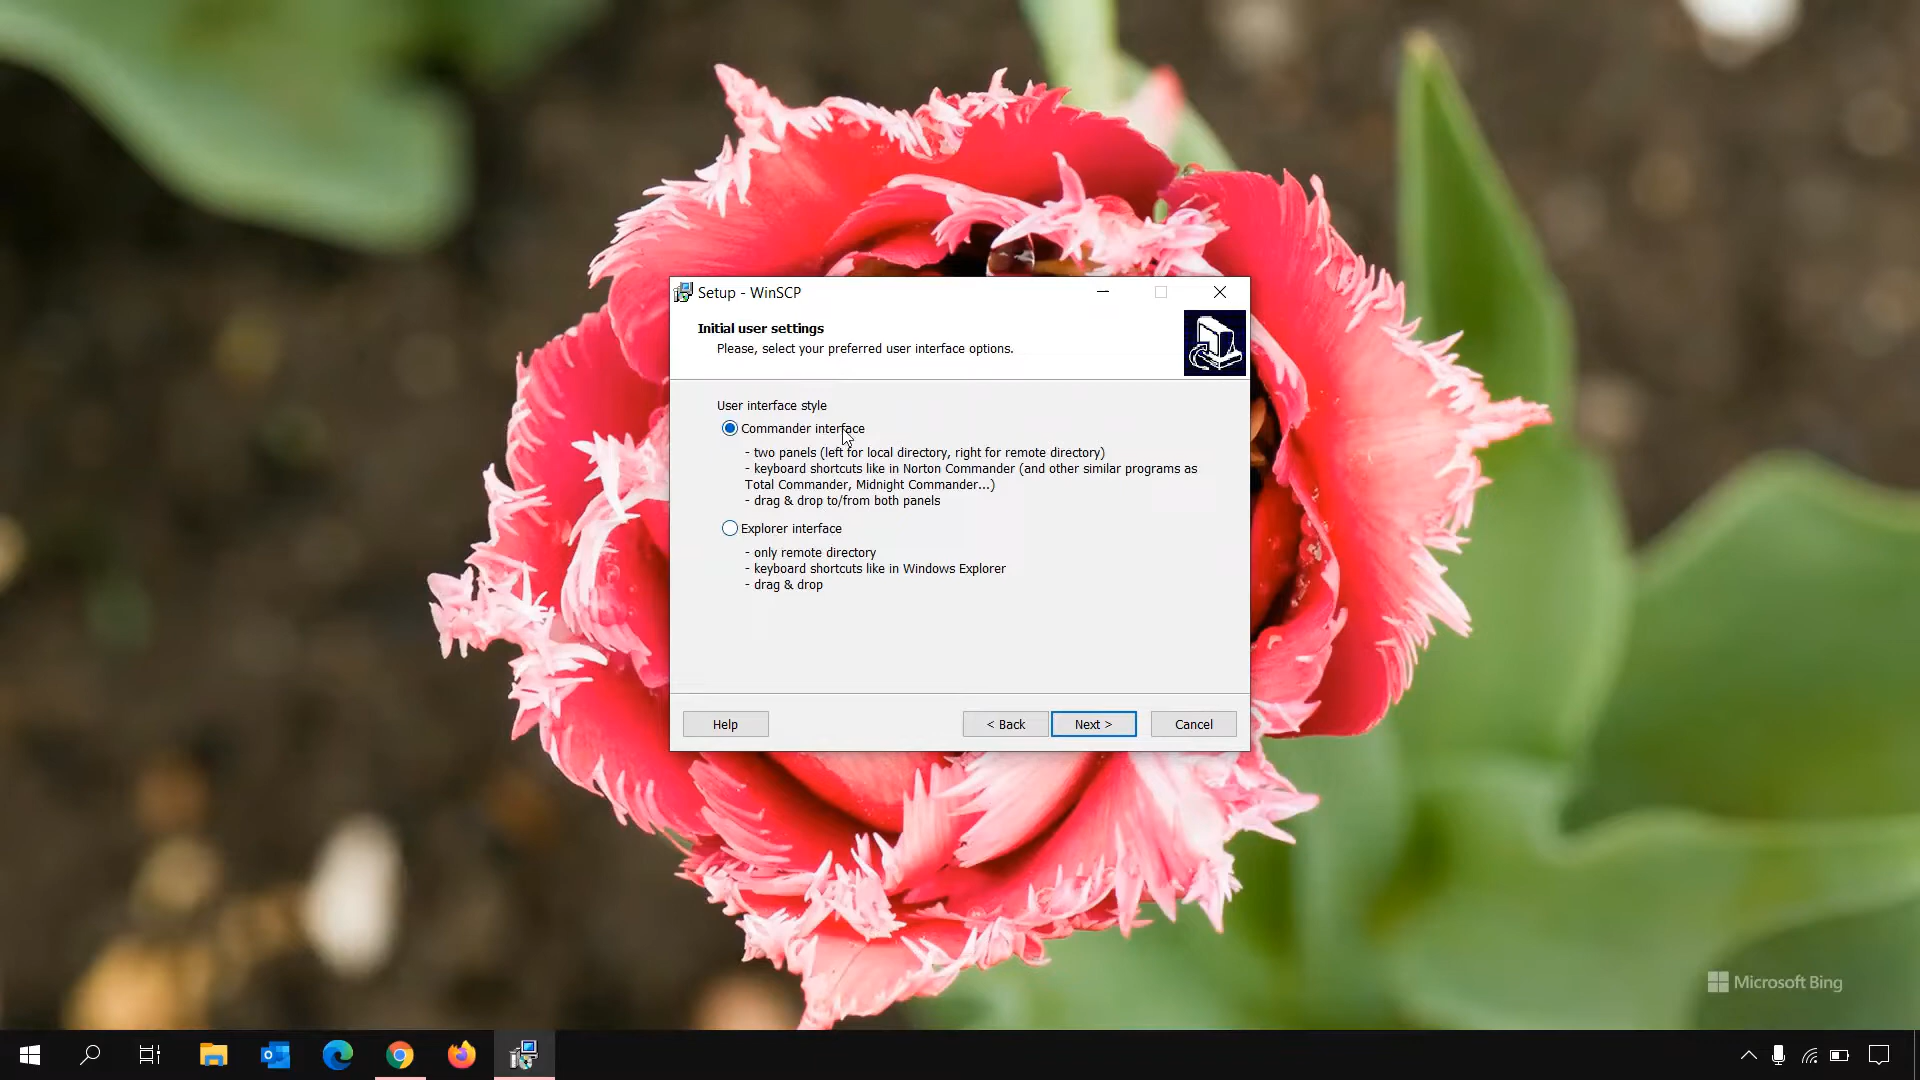 Setup - WinSCP
Initial user settings
Please, select your preferred user interface options.
User interface style
Commander interface
- two panels (left for local directory, right for remote directory)
- keyboard shortcuts like in Norton Commander (and other similar programs as
Total Commander, Midnight Commander...)
- drag & drop to/from both panels
Explorer interface
- only remote directory
- keyboard shortcuts like in Windows Explorer
- drag & drop
Help
< Back
Next >
Cancel
Microsoft Bing